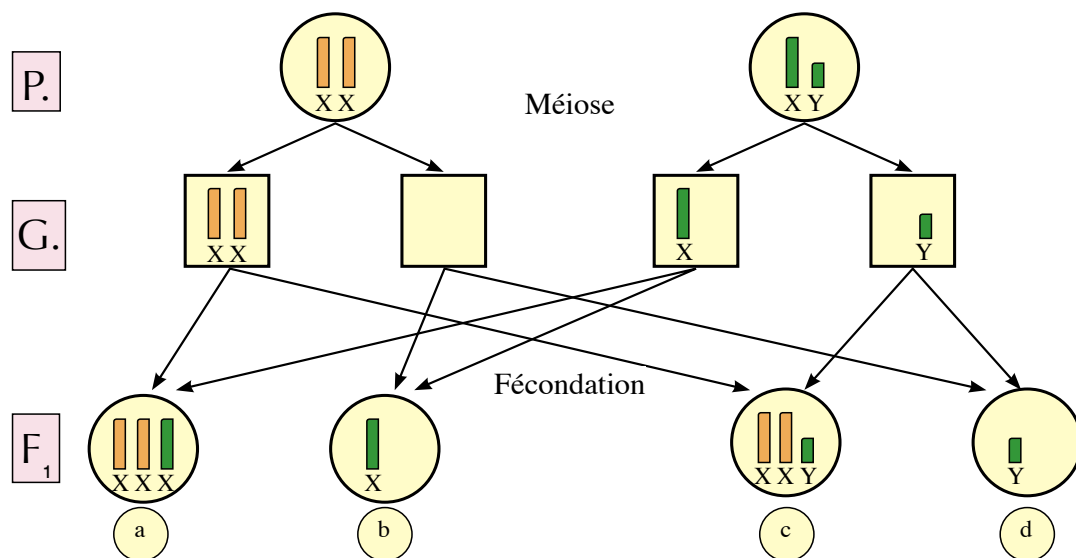 P.
X X
Méiose
X Y
G.
X X
X
Y
Fécondation
F1
X X X
X
X X Y
Y
a
b
c
d